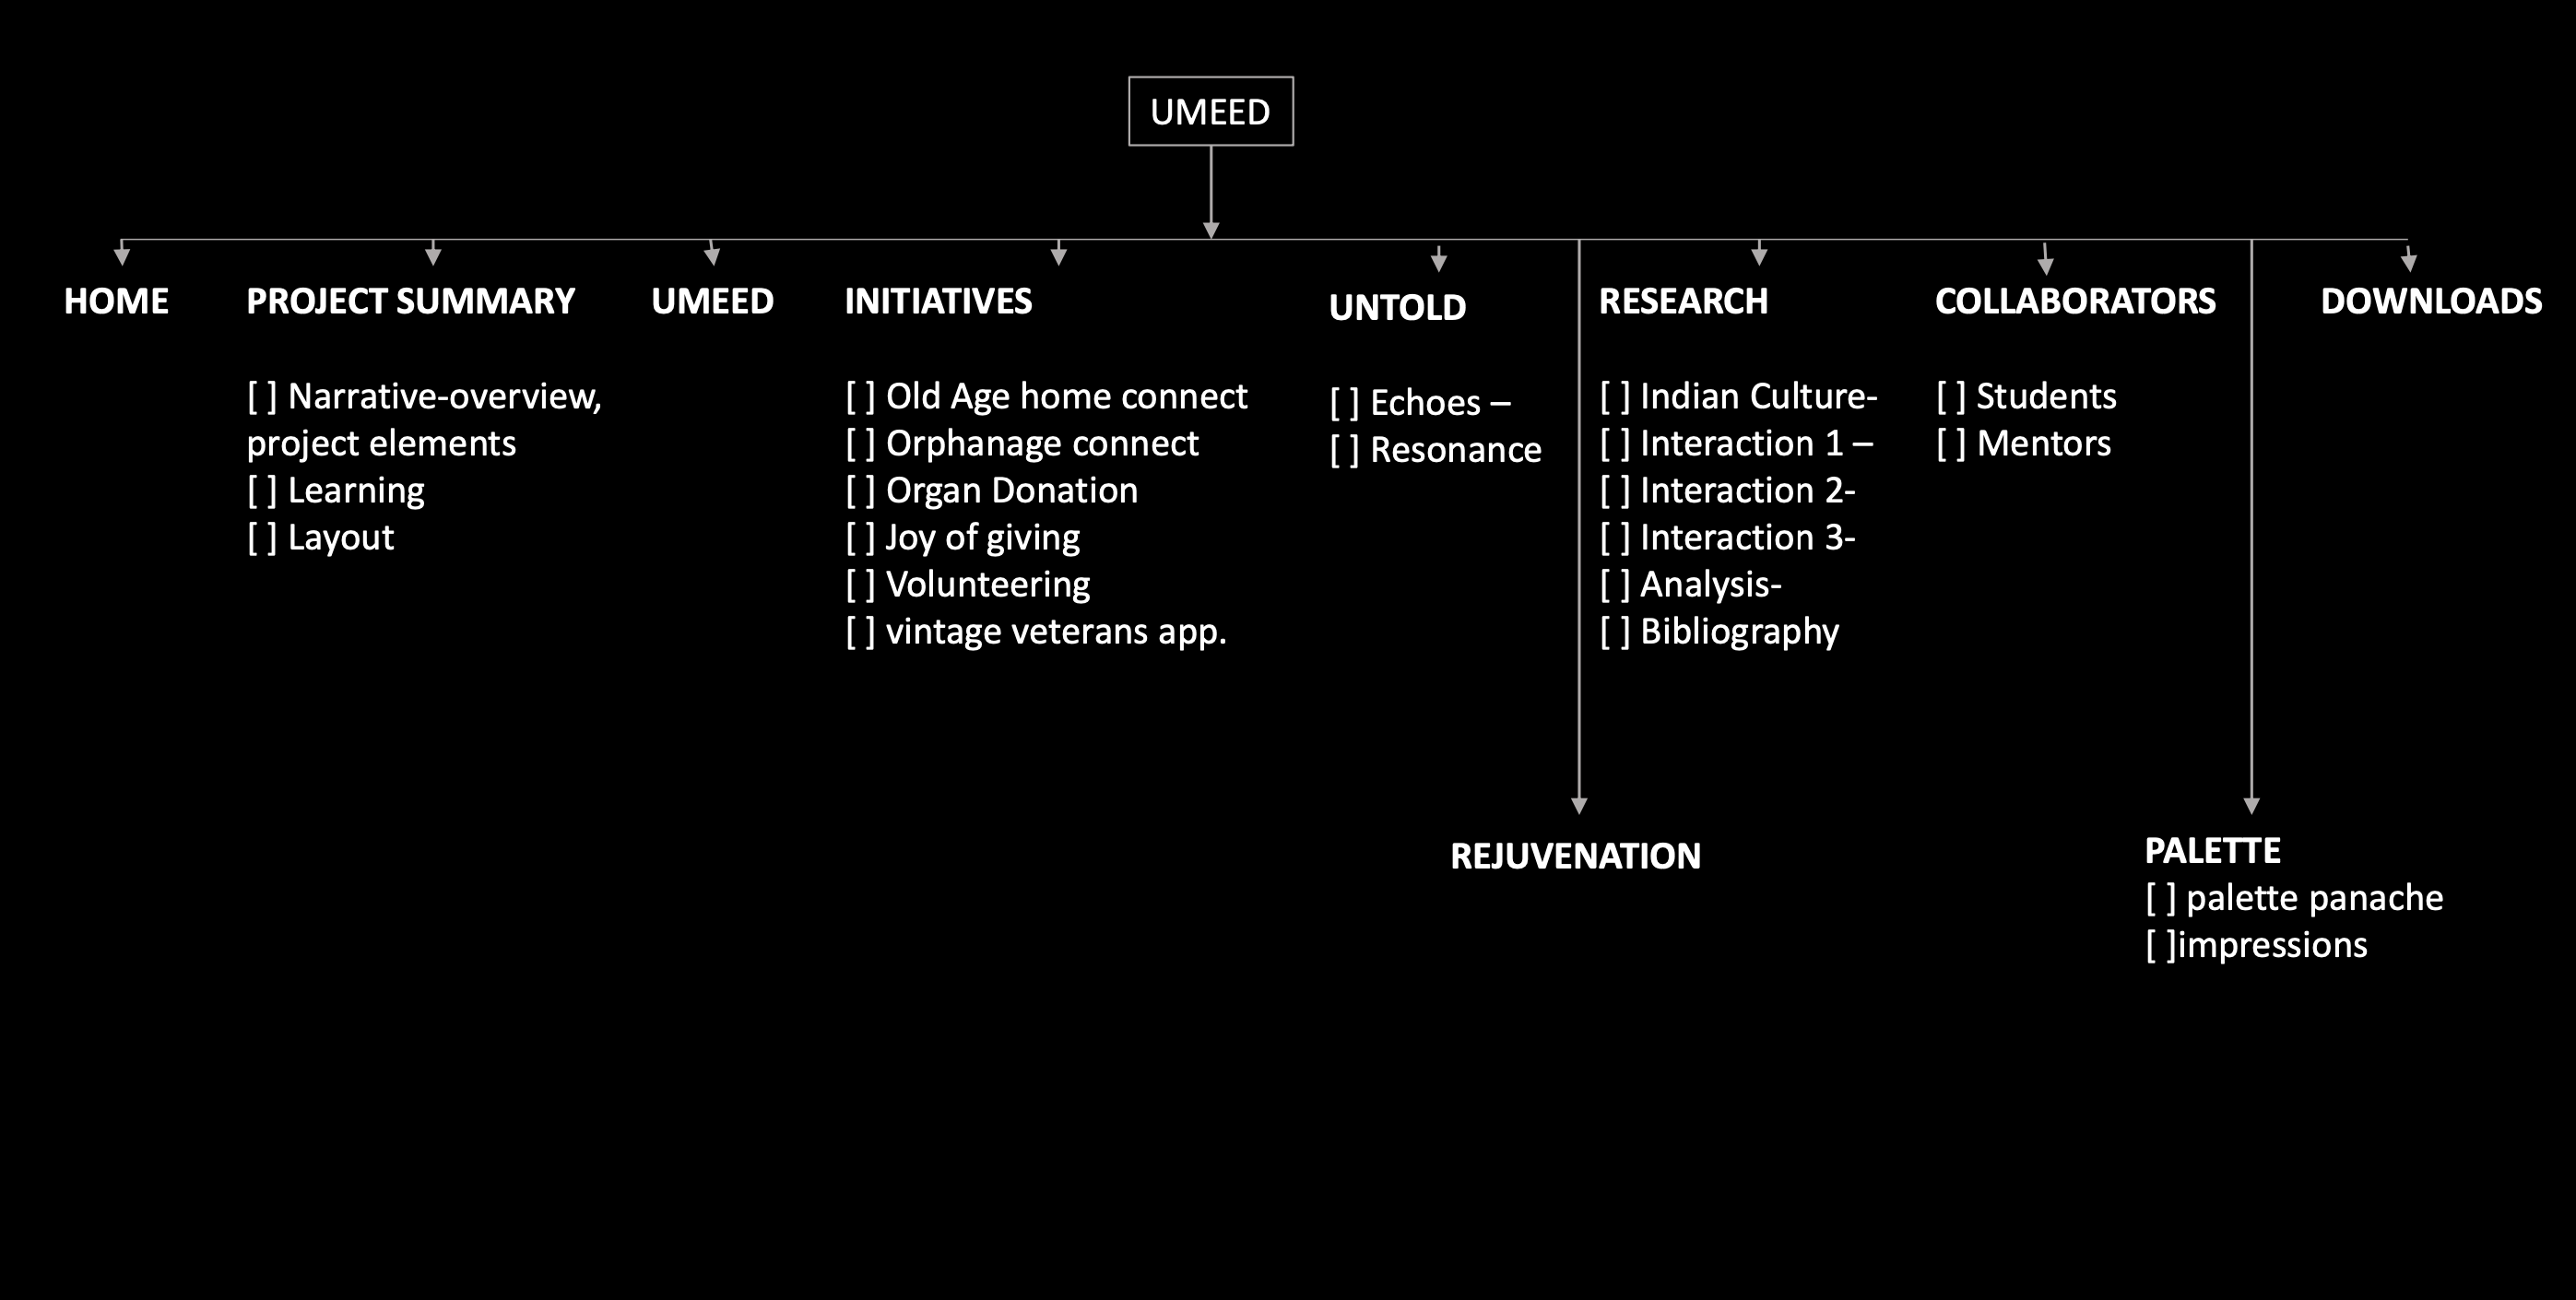 UMEED
HOME
PROJECT SUMMARY
[ ] Narrative-overview,
project elements
[ ] Learning
[ ] Layout
UMEED
INITIATIVES
[ ] Old Age home connect
[ ] Orphanage connect
[ ] Organ Donation
[ ] Joy of giving
[ ] Volunteering
[ ] vintage veterans app.
UNTOLD
[ ] Echoes –
[ ] Resonance
REJUVENATION
RESEARCH
[ ] Indian Culture-
[ ] Interaction 1 –
[ ] Interaction 2-
[ ] Interaction 3-
[ ] Analysis-
[ ] Bibliography
COLLABORATORS
[ ] Students
[ ] Mentors
PALETTE
[ ] palette panache
[ ]impressions
DOWNLOADS